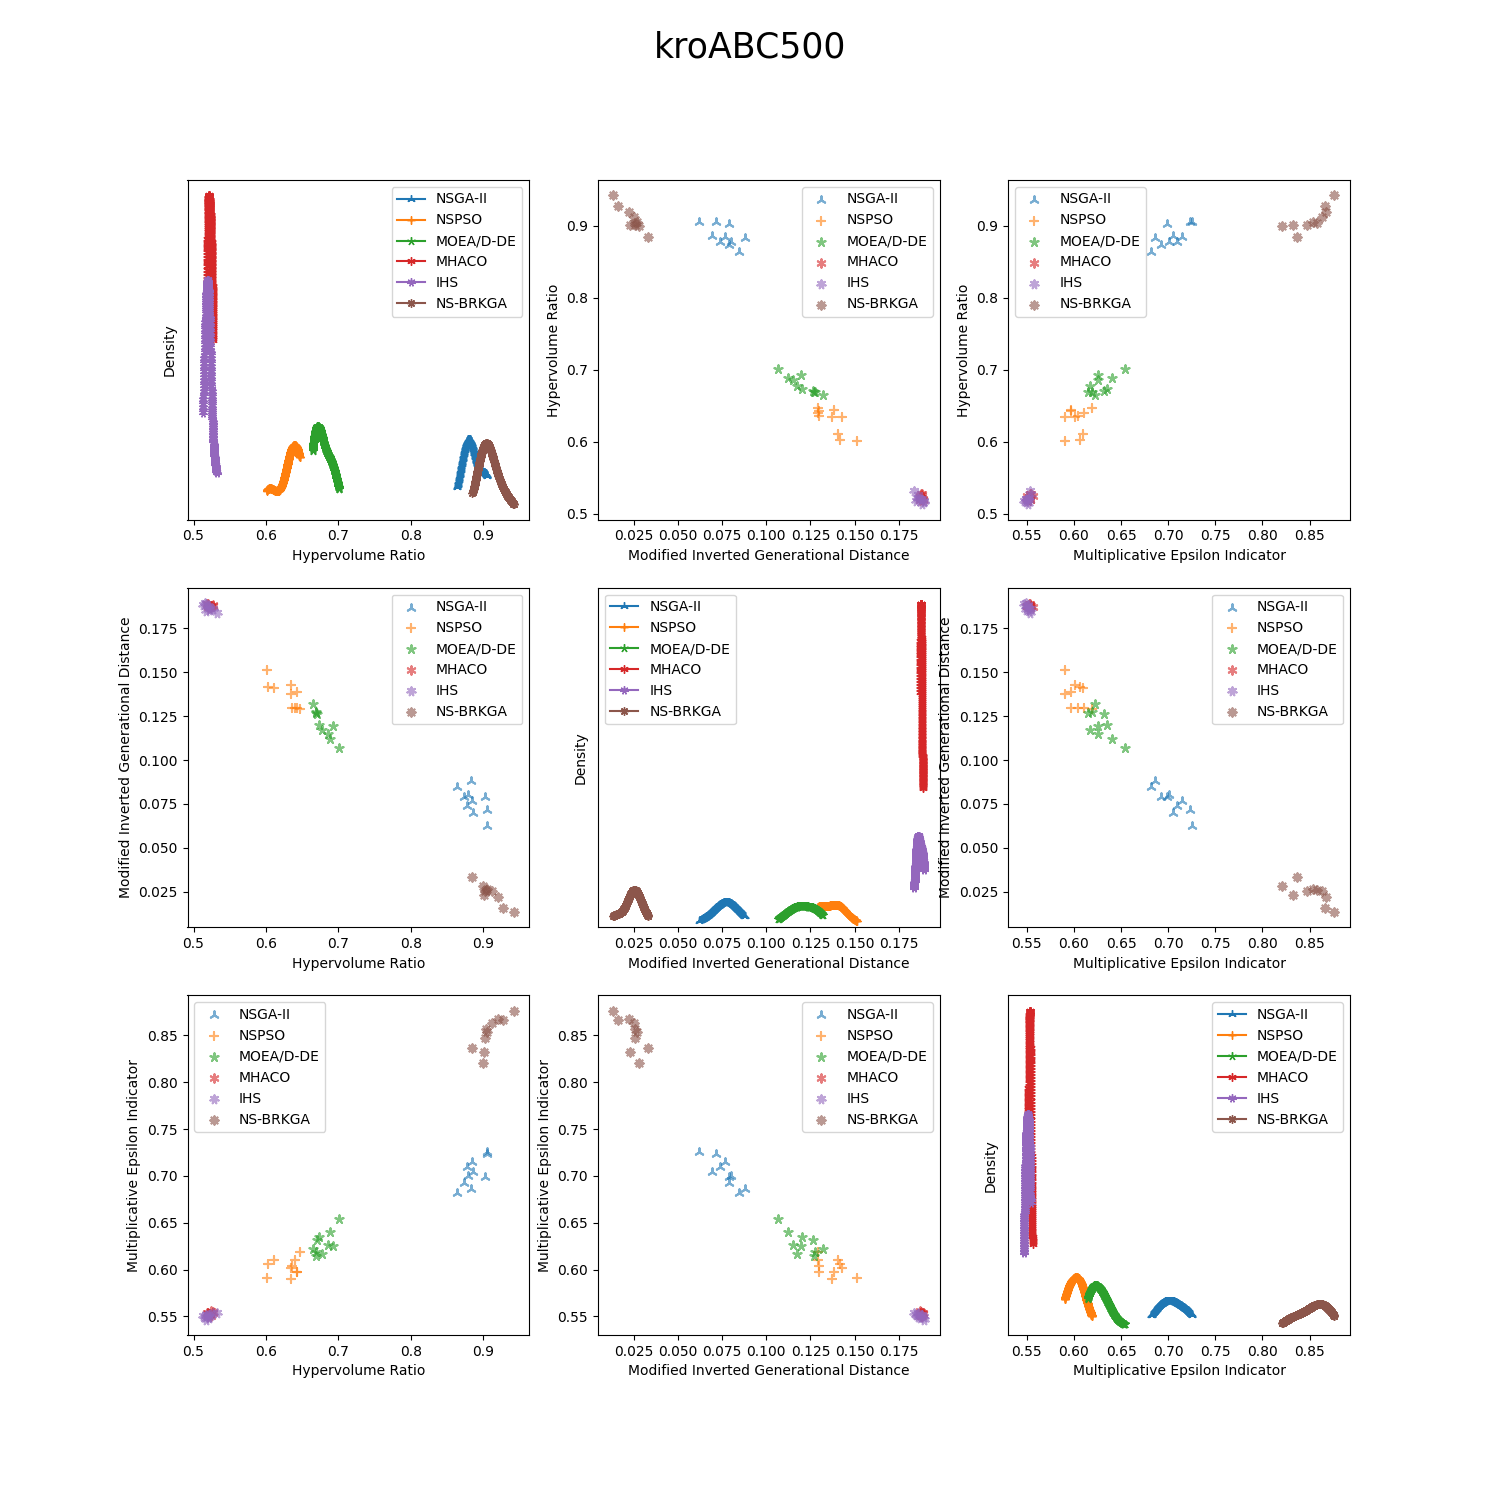 kroABC500
Density
NSGA-II
NSPSO
MOEA/D-DE
MHACO
IHS
NS-BRKGA
0.5 0.6 0.7 0.8 0.9
Hypervolume Ratio
Hypervolume Ratio
0.9
0.8
0.7
0.6
0.5
NSGA-II
NSPSO
MOEA/D-DE
MHACO
IHS
NS-BRKGA
0.025 0.050 0.075 0.100 0.125 0.150 0.175
Modified Inverted Generational Distance
Hypervolume Ratio
0.9
0.8
0.7
0.6
0.5
NSGA-II
NSPSO
MOEA/D-DE
MHACO
IHS
NS-BRKGA
0.55 0.60 0.65 0.70 0.75 0.80 0.85
Multiplicative Epsilon Indicator
Modified Inverted Generational Distance
0.175
0.150
0.125
0.100
0.075
0.050
0.025
NSGA-II
NSPSO
MOEA/D-DE
MHACO
IHS
NS-BRKGA
0.5 0.6 0.7 0.8 0.9
Hypervolume Ratio
Density
NSGA-II
NSPSO
MOEA/D-DE
MHACO
IHS
NS-BRKGA
0.025 0.050 0.075 0.100 0.125 0.150 0.175
Modified Inverted Generational Distance
Modified Inverted Generational Distance
0.175
0.150
0.125
0.100
0.075
0.050
0.025
NSGA-II
NSPSO
MOEA/D-DE
MHACO
IHS
NS-BRKGA
0.55 0.60 0.65 0.70 0.75 0.80 0.85
Multiplicative Epsilon Indicator
Multiplicative Epsilon Indicator
0.85
0.80
0.75
0.70
0.65
0.60
0.55
NSGA-II
NSPSO
MOEA/D-DE
MHACO
IHS
NS-BRKGA
0.5 0.6 0.7 0.8 0.9
Hypervolume Ratio
Multiplicative Epsilon Indicator
0.85
0.80
0.75
0.70
0.65
0.60
0.55
NSGA-II
NSPSO
MOEA/D-DE
MHACO
IHS
NS-BRKGA
0.025 0.050 0.075 0.100 0.125 0.150 0.175
Modified Inverted Generational Distance
Density
NSGA-II
NSPSO
MOEA/D-DE
MHACO
IHS
NS-BRKGA
0.55 0.60 0.65 0.70 0.75 0.80 0.85
Multiplicative Epsilon Indicator